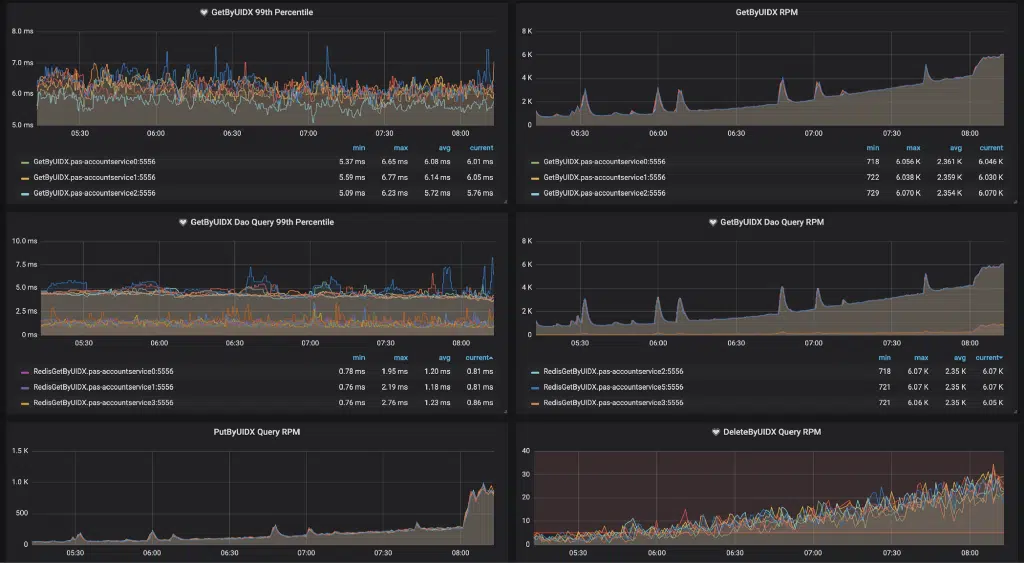 GetByUIDX 99th Percentile
8.0 ms
7.0 ms
6.0 ms
5.0 ms
05:30 06:00 06:30 07:00 07:30 08:00
min max avg current
GetByUIDX.pas-accountservice0:5556 5.37 ms 6.65 ms 6.08 ms 6.01 ms
GetByUIDX.pas-accountservice1:5556 5.59 ms 6.77 ms 6.14 ms 6.05 ms
GetByUIDX.pas-accountservice2:5556 5.09 ms 6.23 ms 5.72 ms 5.76 ms
GetByUIDX RPM
8 K
6 K
4 K
2 K
0
05:30 06:00 06:30 07:00 07:30 08:00
min max avg current
GetByUIDX.pas-accountservice0:5556 718 6.056 K 2.361 K 6.046 K
GetByUIDX.pas-accountservice1:5556 722 6.038 K 2.359 K 6.030 K
GetByUIDX.pas-accountservice2:5556 729 6.070 K 2.354 K 6.070 K
GetByUIDX Dao Query 99th Percentile
10.0 ms
7.5 ms
5.0 ms
2.5 ms
0 ms
05:30 06:00 06:30 07:00 07:30 08:00
min max avg current
RedisGetByUIDX.pas-accountservice0:5556 0.78 ms 1.95 ms 1.20 ms 0.81 ms
RedisGetByUIDX.pas-accountservice1:5556 0.76 ms 2.19 ms 1.18 ms 0.81 ms
RedisGetByUIDX.pas-accountservice3:5556 0.76 ms 2.76 ms 1.23 ms 0.86 ms
GetByUIDX Dao Query RPM
8 K
6 K
4 K
2 K
0
05:30 06:00 06:30 07:00 07:30 08:00
min max avg current
RedisGetByUIDX.pas-accountservice2:5556 718 6.07 K 2.35 K 6.07 K
RedisGetByUIDX.pas-accountservice5:5556 721 6.07 K 2.35 K 6.07 K
RedisGetByUIDX.pas-accountservice3:5556 721 6.06 K 2.35 K 6.05 K
PutByUIDX Query RPM
1.5 K
1.0 K
500
0
05:30 06:00 06:30 07:00 07:30 08:00
DeleteByUIDX Query RPM
40
30
20
10
0
05:30 06:00 06:30 07:00 07:30 08:00